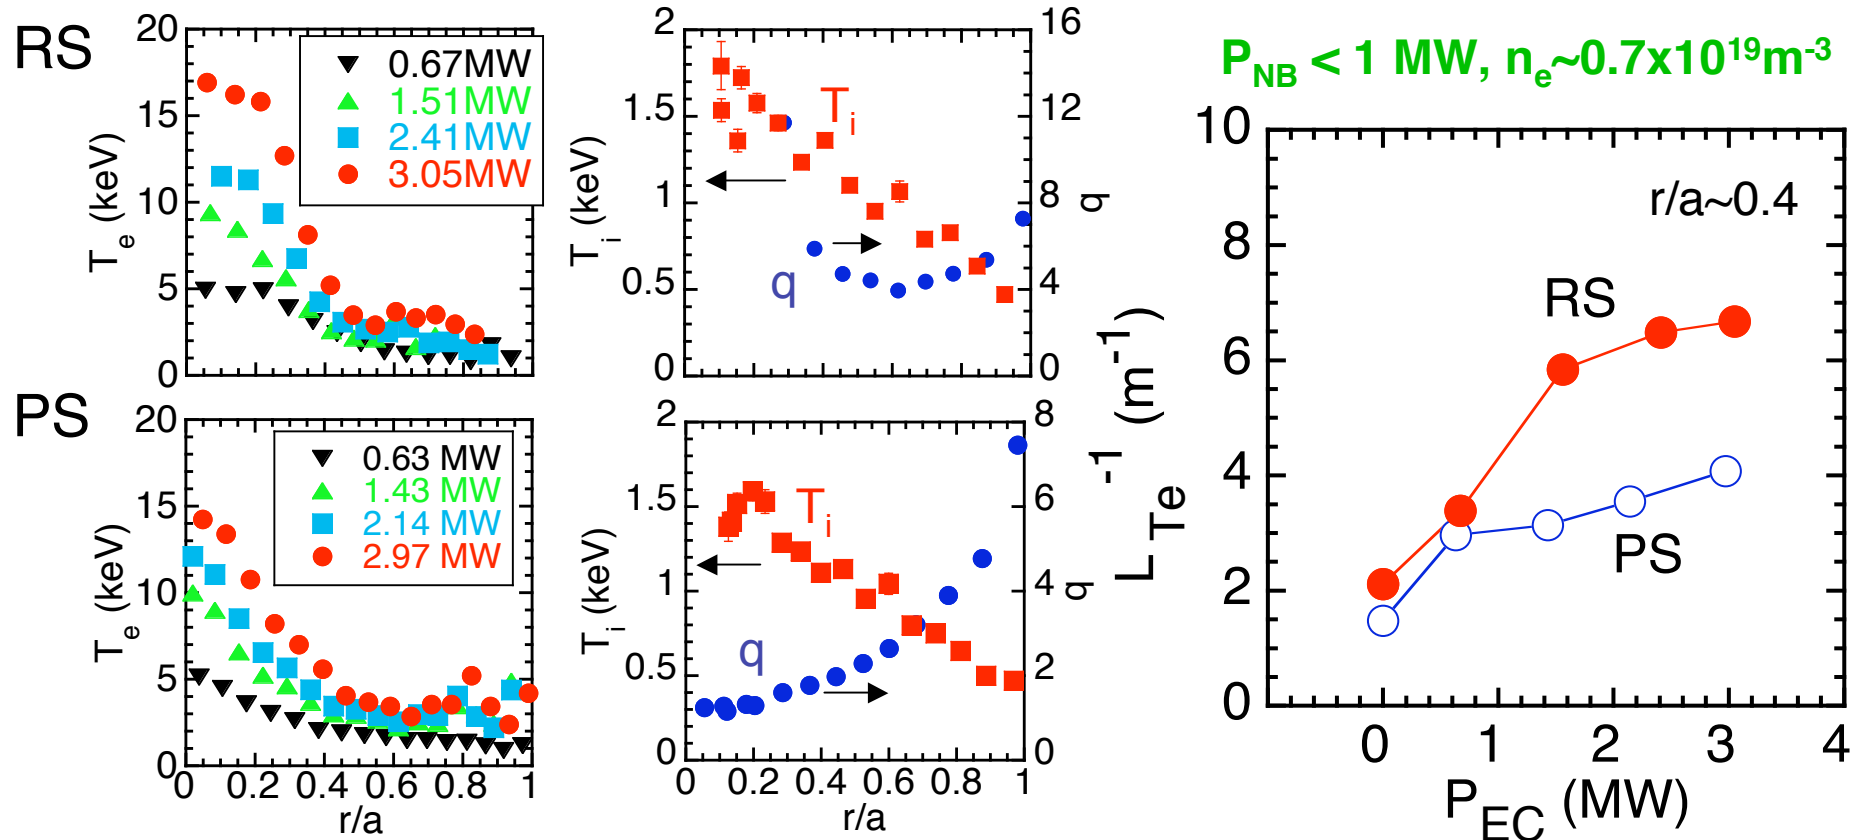 RS
20
15
10
5
0
T_e (keV)
0.67MW
1.51MW
2.41MW
3.05MW
2
1.5
1
0.5
0
T_i (keV)
T_i
q
16
12
8
4
0
q
PS
20
15
10
5
0
T_e (keV)
0 0.2 0.4 0.6 0.8 1
r/a
0.63 MW
1.43 MW
2.14 MW
2.97 MW
2
1.5
1
0.5
0
T_i (keV)
T_i
q
8
6
4
2
0
q
0 0.2 0.4 0.6 0.8 1
r/a
P_NB < 1 MW, n_e~0.7x10^19m^-3
10
8
6
4
2
0
L_Te^-1 (m^-1)
r/a~0.4
RS
PS
0 1 2 3 4
P_EC (MW)